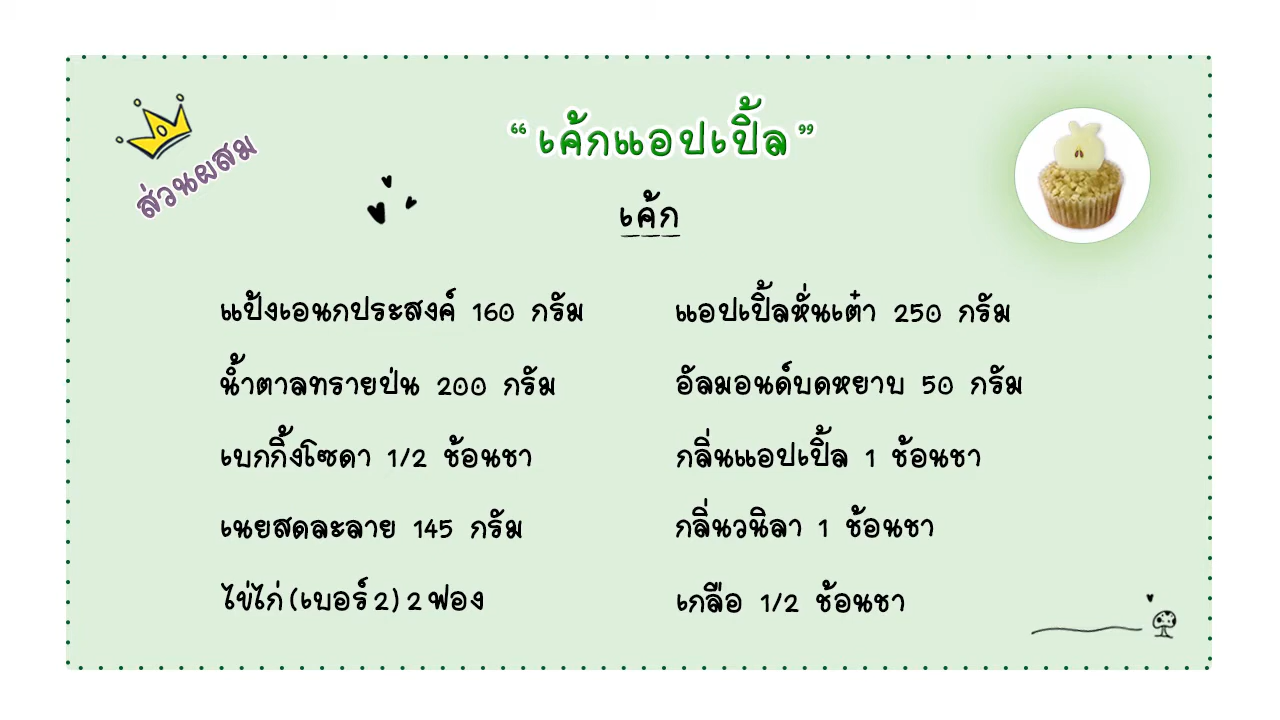 ส่วนผสม
“เค้กแอปเปิ้ล”
เค้ก
แป้งเอนกประสงค์ 160 กรัม
น้ำตาลทรายป่น 200 กรัม
เบกกิ้งโซดา 1/2 ช้อนชา
เนยสดละลาย 145 กรัม
ไข่ไก่ (เบอร์ 2) 2 ฟอง
แอปเปิ้ลหั่นเต๋า 250 กรัม
อัลมอนด์บดหยาบ 50 กรัม
กลิ่นแอปเปิ้ล 1 ช้อนชา
กลิ่นวนิลา 1 ช้อนชา
เกลือ 1/2 ช้อนชา